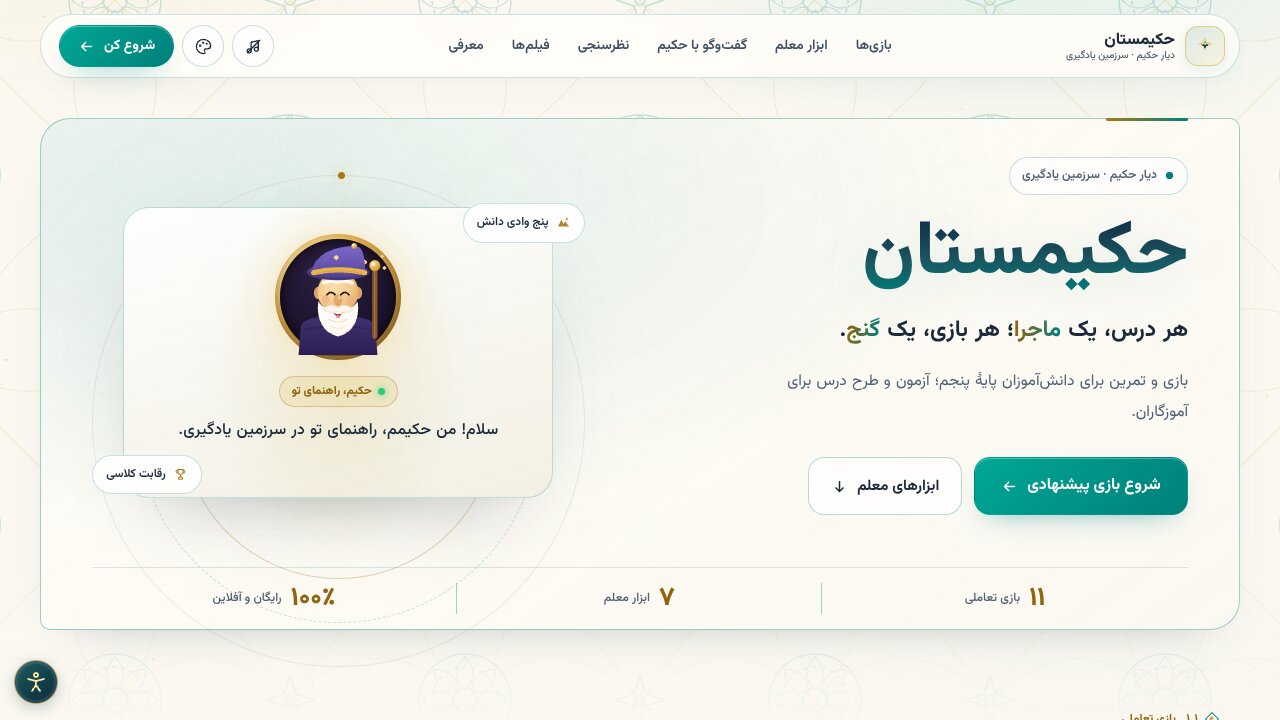 حکیمستان
دیار حکیم · سرزمین یادگیری
بازی‌ها
ابزار معلم
گفت‌وگو با حکیم
نظرسنجی
فیلم‌ها
معرفی
شروع کن ←
دیار حکیم · سرزمین یادگیری
حکیمستان
هر درس، یک ماجرا؛ هر بازی، یک گنج.
بازی و تمرین برای دانش‌آموزان پایهٔ پنجم؛ آزمون و طرح درس برای
آموزگاران.
شروع بازی پیشنهادی ←
ابزارهای معلم ↓
پنج وادی دانش
حکیم، راهنمای تو
سلام! من حکیمم، راهنمای تو در سرزمین یادگیری.
رقابت کلاسی
۱۱ بازی تعاملی
۷ ابزار معلم
۱۰۰٪ رایگان و آفلاین
۱۱ بازی تعاملی